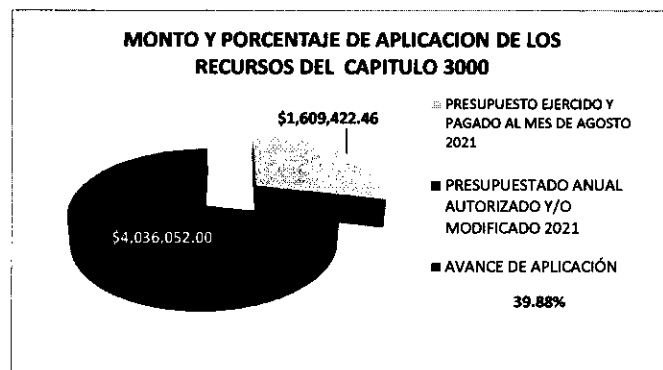 MONTO Y PORCENTAJE DE APLICACION DE LOS
RECURSOS DEL CAPITULO 3000
$1,609,422.46
$4,036,052.00
PRESUPUESTO EJERCIDO Y
PAGADO AL MES DE AGOSTO
2021
PRESUPUESTADO ANUAL
AUTORIZADO Y/O
MODIFICADO 2021
AVANCE DE APLICACIÓN
39.88%